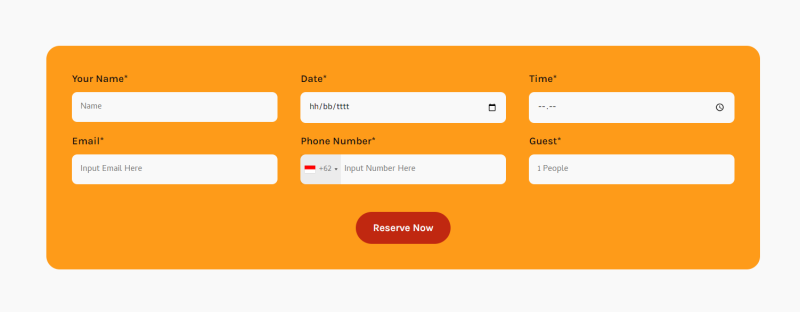 Your Name*
Date*
Time*
Name
hh/bb/tttt
--.--
Email*
Phone Number*
Guest*
Input Email Here
+62
Input Number Here
1 People
Reserve Now